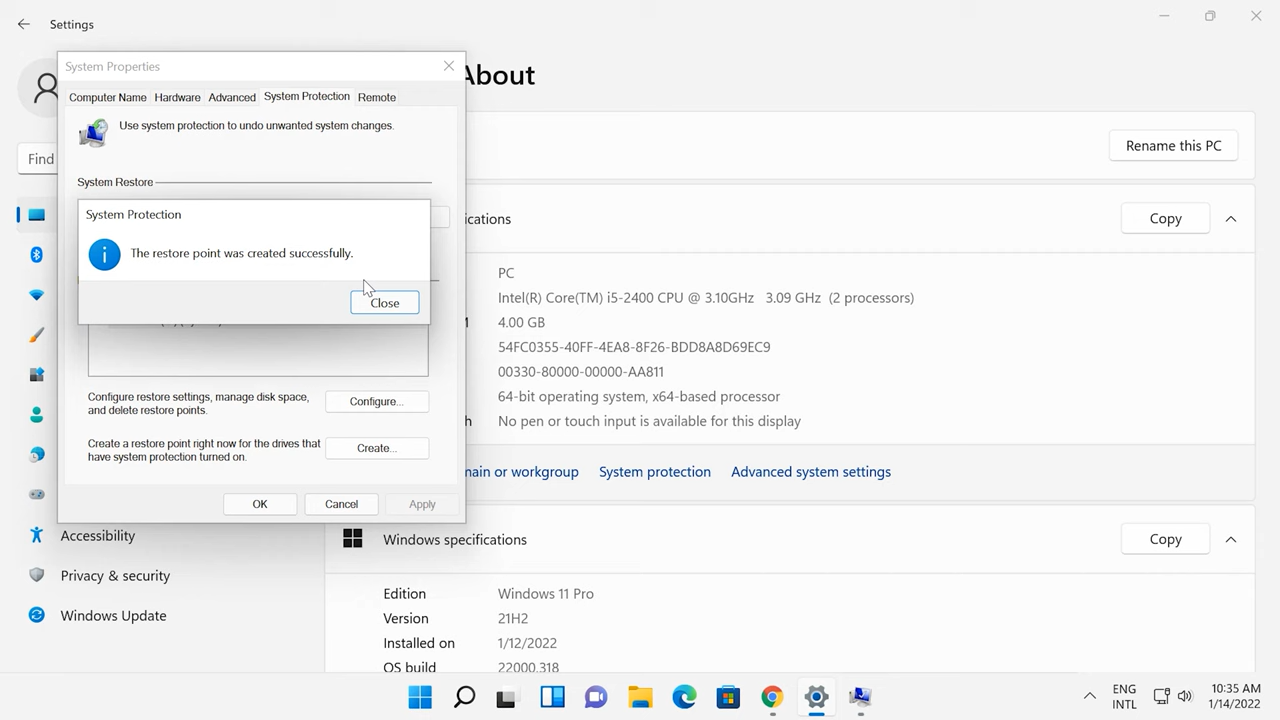 Settings
System Properties
Computer Name Hardware Advanced System Protection Remote
Use system protection to undo unwanted system changes.
System Restore
System Protection
The restore point was created successfully.
Close
Configure restore settings, manage disk space,
and delete restore points.
Configure...
Create a restore point right now for the drives that
have system protection turned on.
Create...
OK Cancel Apply
Find
Accessibility
Privacy & security
Windows Update
About
Rename this PC
Copy
PC
Intel(R) Core(TM) i5-2400 CPU @ 3.10GHz 3.09 GHz (2 processors)
4.00 GB
54FC0355-40FF-4EA8-8F26-BDD8A8D69EC9
00330-80000-00000-AA811
64-bit operating system, x64-based processor
No pen or touch input is available for this display
or workgroup System protection Advanced system settings
Windows specifications
Copy
Edition Windows 11 Pro
Version 21H2
Installed on 1/12/2022
OS build 22000.318
ENG
INTL
10:35 AM
1/14/2022